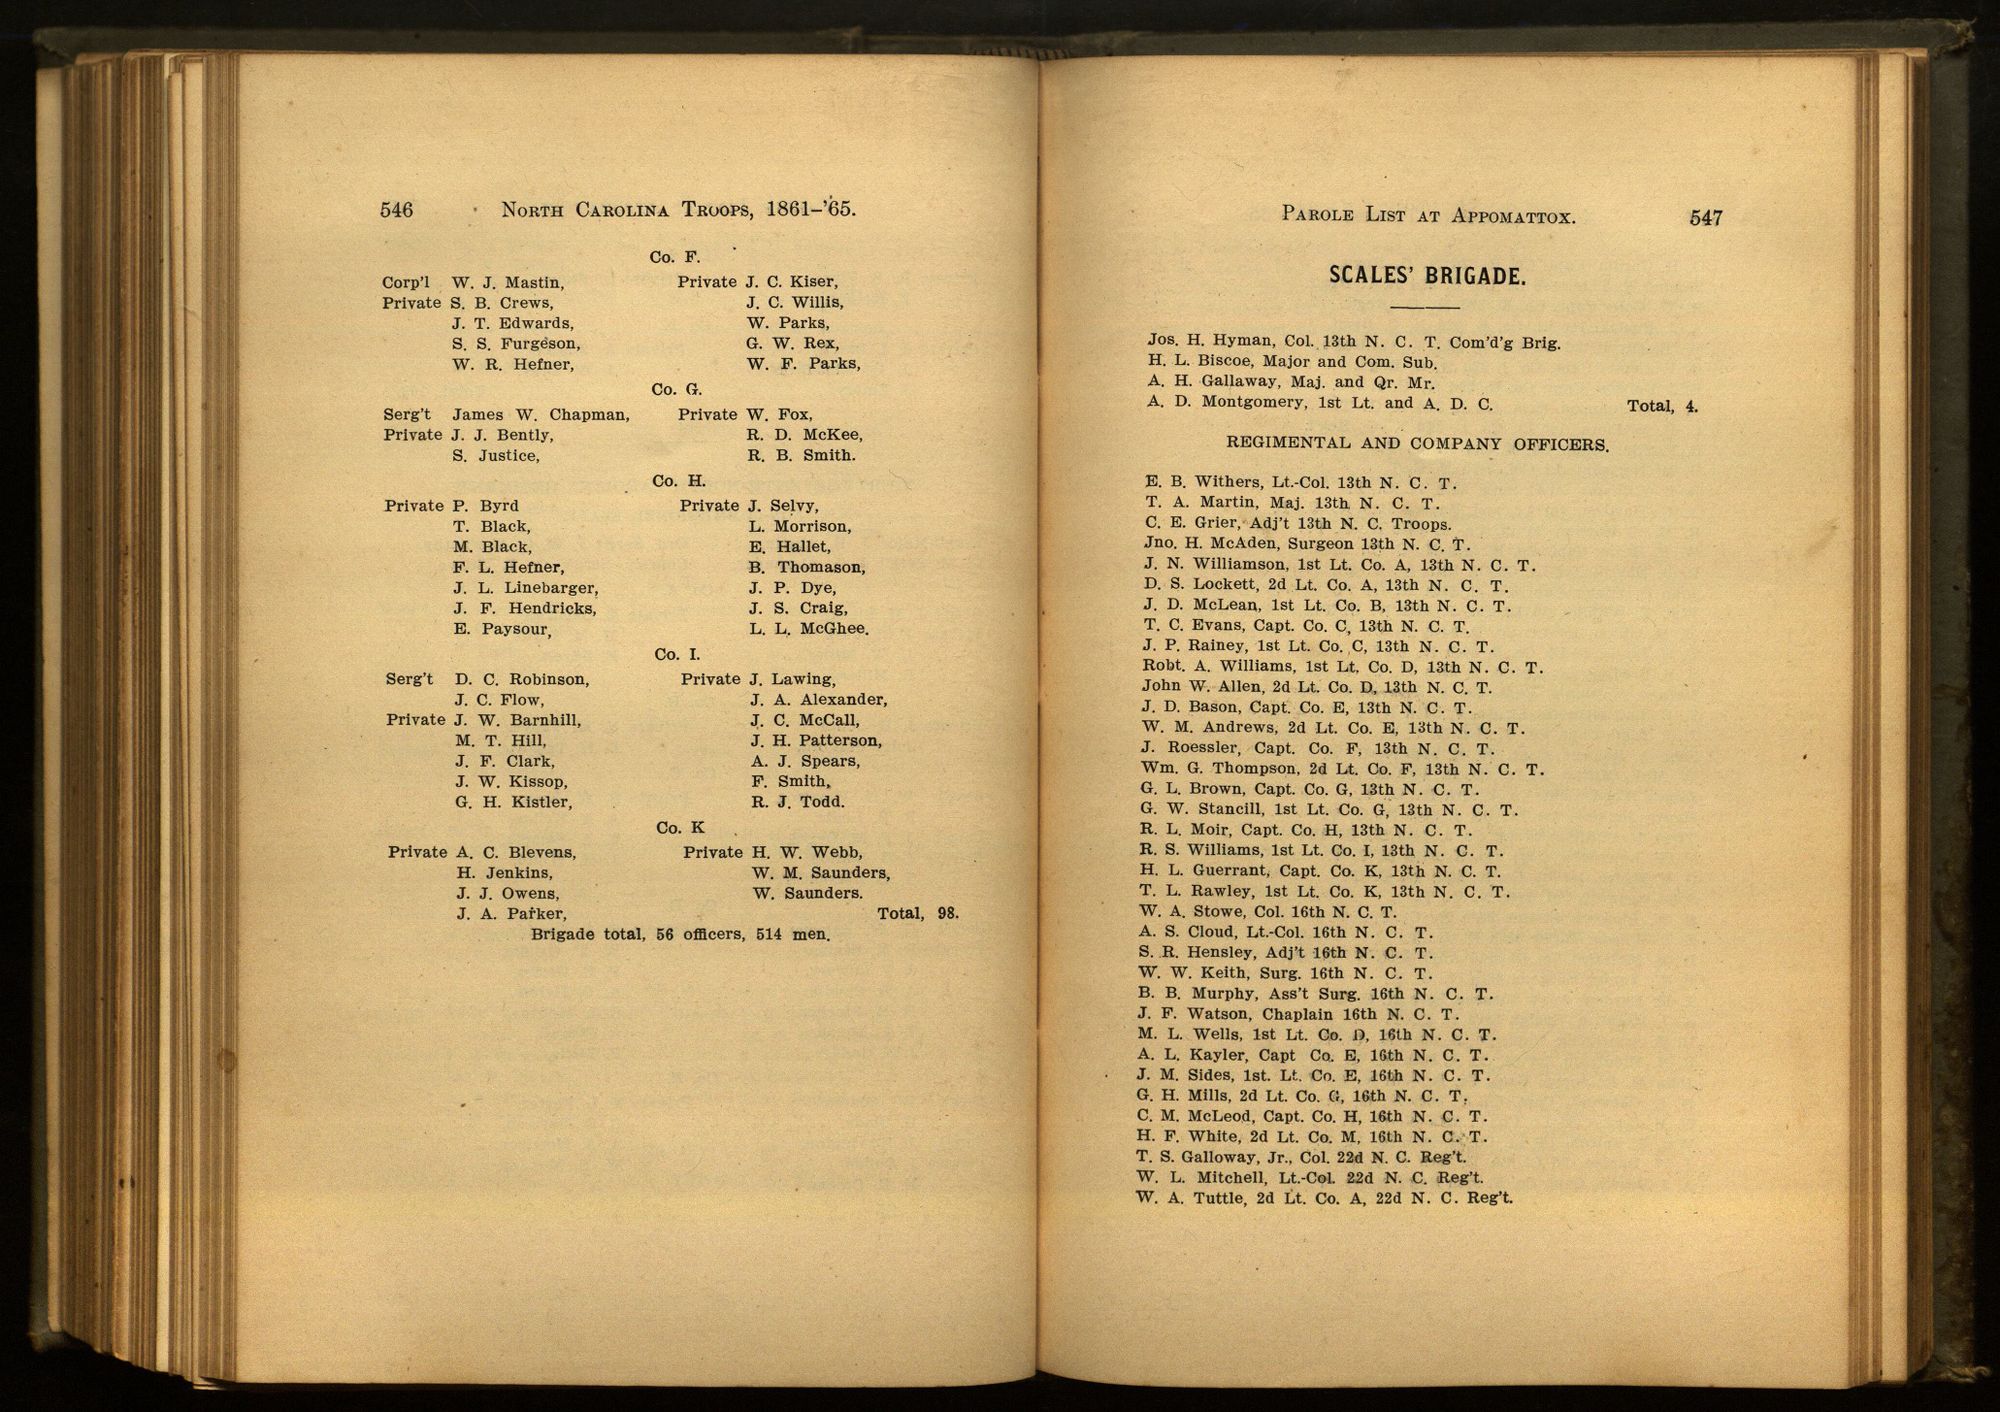 546 NORTH CAROLINA TROOPS, 1861-'65.
Co. F.
Corp'l W. J. Mastin, Private J. C. Kiser,
Private S. B. Crews, J. C. Willis,
J. T. Edwards, W. Parks,
S. S. Furgeson, G. W. Rex,
W. R. Hefner, W. F. Parks,
Co. G.
Serg't James W. Chapman, Private W. Fox,
Private J. J. Bently, R. D. McKee,
S. Justice, R. B. Smith.
Co. H.
Private P. Byrd Private J. Selvy,
T. Black, L. Morrison,
M. Black, E. Hallet,
F. L. Hefner, B. Thomason,
J. L. Linebarger, J. P. Dye,
J. F. Hendricks, J. S. Craig,
E. Paysour, L. L. McGhee.
Co. I.
Serg't D. C. Robinson, Private J. Lawing,
J. C. Flow, J. A. Alexander,
Private J. W. Barnhill, J. C. McCall,
M. T. Hill, J. H. Patterson,
J. F. Clark, A. J. Spears,
J. W. Kissop, F. Smith,
G. H. Kistler, R. J. Todd.
Co. K
Private A. C. Blevens, Private H. W. Webb,
H. Jenkins, W. M. Saunders,
J. J. Owens, W. Saunders.
J. A. Parker, Total, 98.
Brigade total, 56 officers, 514 men.
PAROLE LIST AT APPOMATTOX. 547
SCALES' BRIGADE.
Jos. H. Hyman, Col. 13th N. C. T. Com'd'g Brig.
H. L. Biscoe, Major and Com. Sub.
A. H. Gallaway, Maj. and Qr. Mr.
A. D. Montgomery, 1st Lt. and A. D. C. Total, 4.
REGIMENTAL AND COMPANY OFFICERS.
E. B. Withers, Lt.-Col. 13th N. C. T.
T. A. Martin, Maj. 13th N. C. T.
C. E. Grier, Adj't 13th N. C. Troops.
Jno. H. McAden, Surgeon 13th N. C. T.
J. N. Williamson, 1st Lt. Co. A, 13th N. C. T.
D. S. Lockett, 2d Lt. Co. A, 13th N. C. T.
J. D. McLean, 1st Lt. Co. B, 13th N. C. T.
T. C. Evans, Capt. Co. C, 13th N. C. T.
J. P. Rainey, 1st Lt. Co. C, 13th N. C. T.
Robt. A. Williams, 1st Lt. Co. D, 13th N. C. T.
John W. Allen, 2d Lt. Co. D, 13th N. C. T.
J. D. Bason, Capt. Co. E, 13th N. C. T.
W. M. Andrews, 2d Lt. Co. E, 13th N. C. T.
J. Roessler, Capt. Co. F, 13th N. C. T.
Wm. G. Thompson, 2d Lt. Co. F, 13th N. C. T.
G. L. Brown, Capt. Co. G, 13th N. C. T.
G. W. Stancill, 1st Lt. Co. G, 13th N. C. T.
R. L. Moir, Capt. Co. H, 13th N. C. T.
R. S. Williams, 1st Lt. Co. I, 13th N. C. T.
H. L. Guerrant, Capt. Co. K, 13th N. C. T.
T. L. Rawley, 1st Lt. Co. K, 13th N. C. T.
W. A. Stowe, Col. 16th N. C. T.
A. S. Cloud, Lt.-Col. 16th N. C. T.
S. R. Hensley, Adj't 16th N. C. T.
W. W. Keith, Surg. 16th N. C. T.
B. B. Murphy, Ass't Surg. 16th N. C. T.
J. F. Watson, Chaplain 16th N. C. T.
M. L. Wells, 1st Lt. Co. D, 16th N. C. T.
A. L. Kayler, Capt Co. E, 16th N. C. T.
J. M. Sides, 1st. Lt. Co. E, 16th N. C. T.
G. H. Mills, 2d Lt. Co. G, 16th N. C. T.
C. M. McLeod, Capt. Co. H, 16th N. C. T.
H. F. White, 2d Lt. Co. M, 16th N. C. T.
T. S. Galloway, Jr., Col. 22d N. C. Reg't.
W. L. Mitchell, Lt.-Col. 22d N. C. Reg't.
W. A. Tuttle, 2d Lt. Co. A, 22d N. C. Reg't.